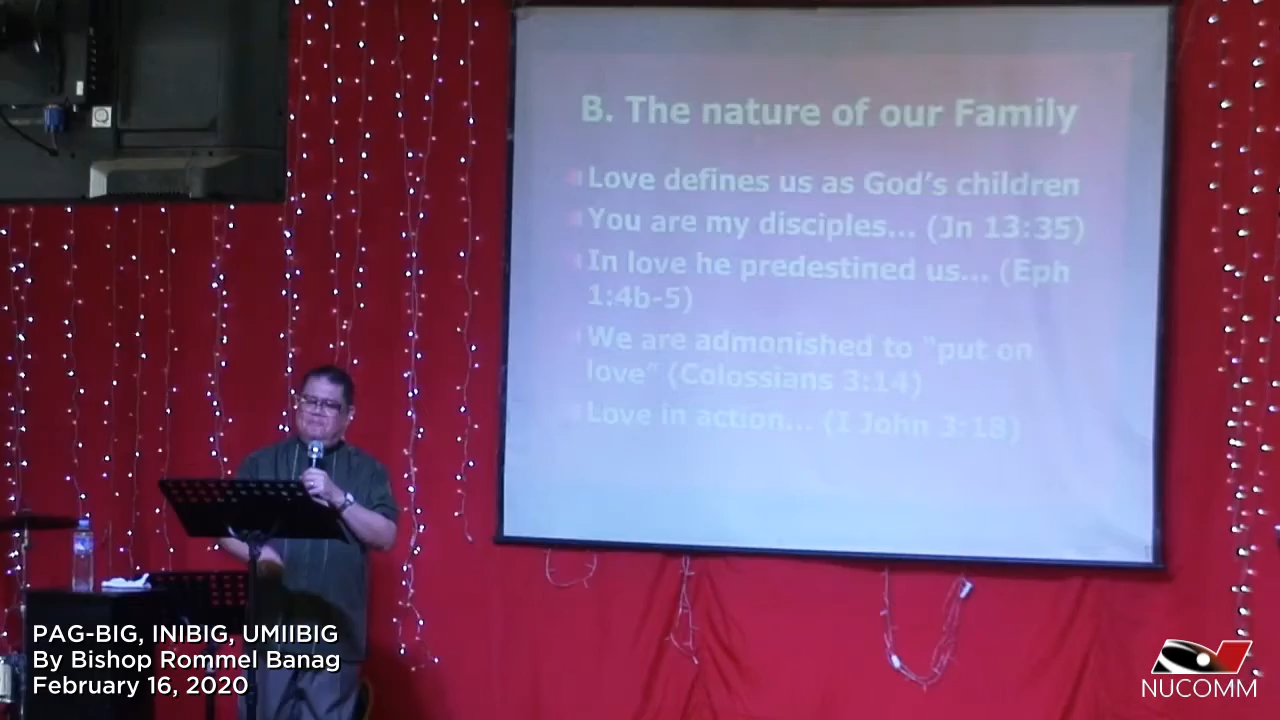 B. The nature of our Family
Love defines us as God's children
You are my disciples... (Jn 13:35)
In love he predestined us... (Eph
1:4b-5)
We are admonished to "put on
love" (Colossians 3:14)
Love in action... (I John 3:18)
PAG-BIG, INIBIG, UMIIBIG
By Bishop Rommel Banag
February 16, 2020
NUCOMM